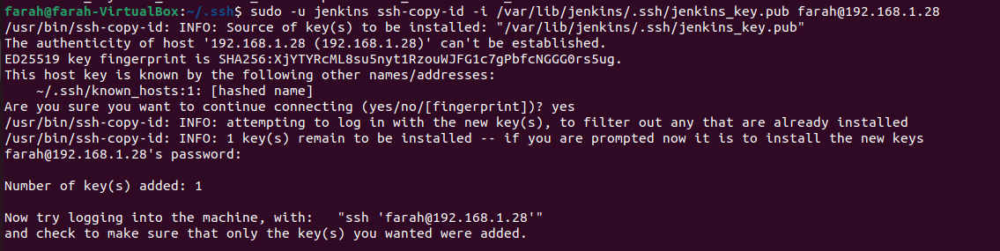 farah@farah-VirtualBox:~/.ssh$ sudo -u jenkins ssh-copy-id -i /var/lib/jenkins/.ssh/jenkins_key.pub farah@192.168.1.28
/usr/bin/ssh-copy-id: INFO: Source of key(s) to be installed: "/var/lib/jenkins/.ssh/jenkins_key.pub"
The authenticity of host '192.168.1.28 (192.168.1.28)' can't be established.
ED25519 key fingerprint is SHA256:XjYTYRcML8su5nyt1RzouWJFG1c7gPbfcNGGG0rs5ug.
This host key is known by the following other names/addresses:
    ~/.ssh/known_hosts:1: [hashed name]
Are you sure you want to continue connecting (yes/no/[fingerprint])? yes
/usr/bin/ssh-copy-id: INFO: attempting to log in with the new key(s), to filter out any that are already installed
/usr/bin/ssh-copy-id: INFO: 1 key(s) remain to be installed -- if you are prompted now it is to install the new keys
farah@192.168.1.28's password:

Number of key(s) added: 1

Now try logging into the machine, with:   "ssh 'farah@192.168.1.28'"
and check to make sure that only the key(s) you wanted were added.